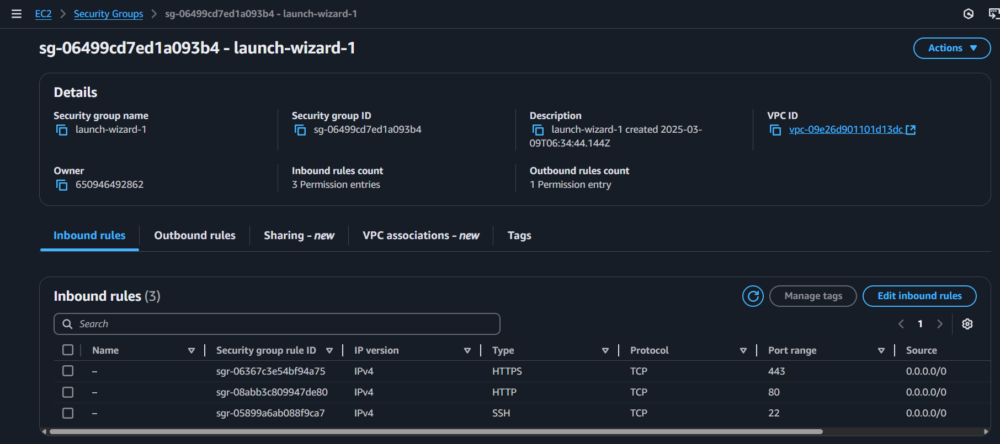 EC2 > Security Groups > sg-06499cd7ed1a093b4 - launch-wizard-1
sg-06499cd7ed1a093b4 - launch-wizard-1
Actions
Details
Security group name
launch-wizard-1
Security group ID
sg-06499cd7ed1a093b4
Description
launch-wizard-1 created 2025-03-
09T06:34:44.144Z
VPC ID
vpc-09e26d901101d13dc
Owner
650946492862
Inbound rules count
3 Permission entries
Outbound rules count
1 Permission entry
Inbound rules Outbound rules Sharing - new VPC associations - new Tags
Inbound rules (3)
Manage tags Edit inbound rules
Search
1
Name Security group rule ID IP version Type Protocol Port range Source
– sgr-06367c3e54bf94a75 IPv4 HTTPS TCP 443 0.0.0.0/0
– sgr-08abb3c809947de80 IPv4 HTTP TCP 80 0.0.0.0/0
– sgr-05899a6ab088f9ca7 IPv4 SSH TCP 22 0.0.0.0/0